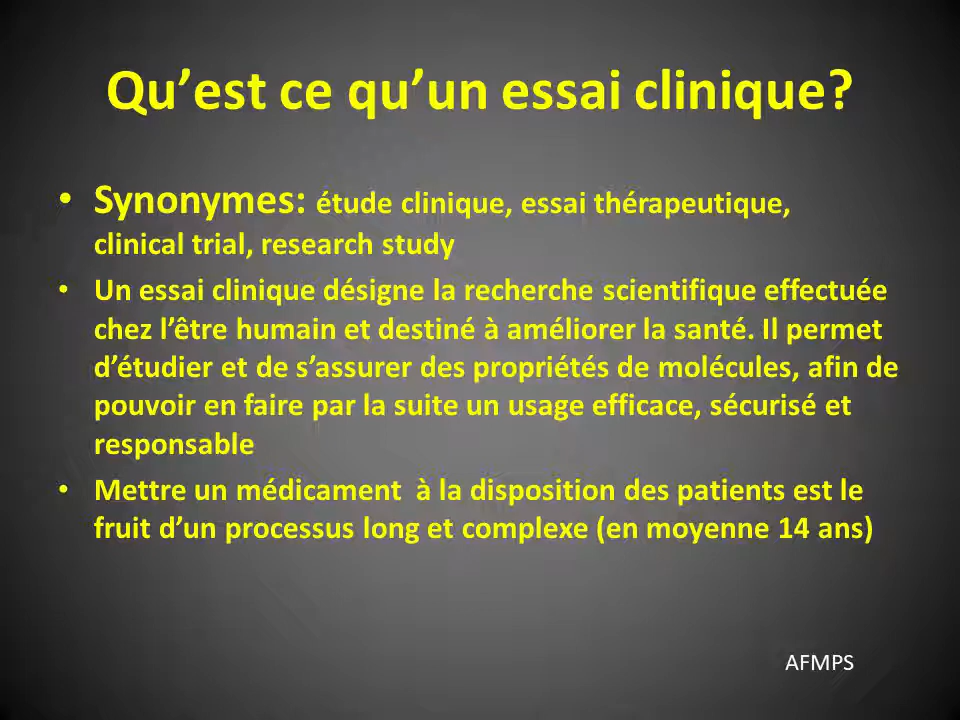 Qu’est ce qu’un essai clinique?
• Synonymes: étude clinique, essai thérapeutique,
clinical trial, research study
• Un essai clinique désigne la recherche scientifique effectuée
chez l’être humain et destiné à améliorer la santé. Il permet
d’étudier et de s’assurer des propriétés de molécules, afin de
pouvoir en faire par la suite un usage efficace, sécurisé et
responsable
• Mettre un médicament  à la disposition des patients est le
fruit d’un processus long et complexe (en moyenne 14 ans)
AFMPS